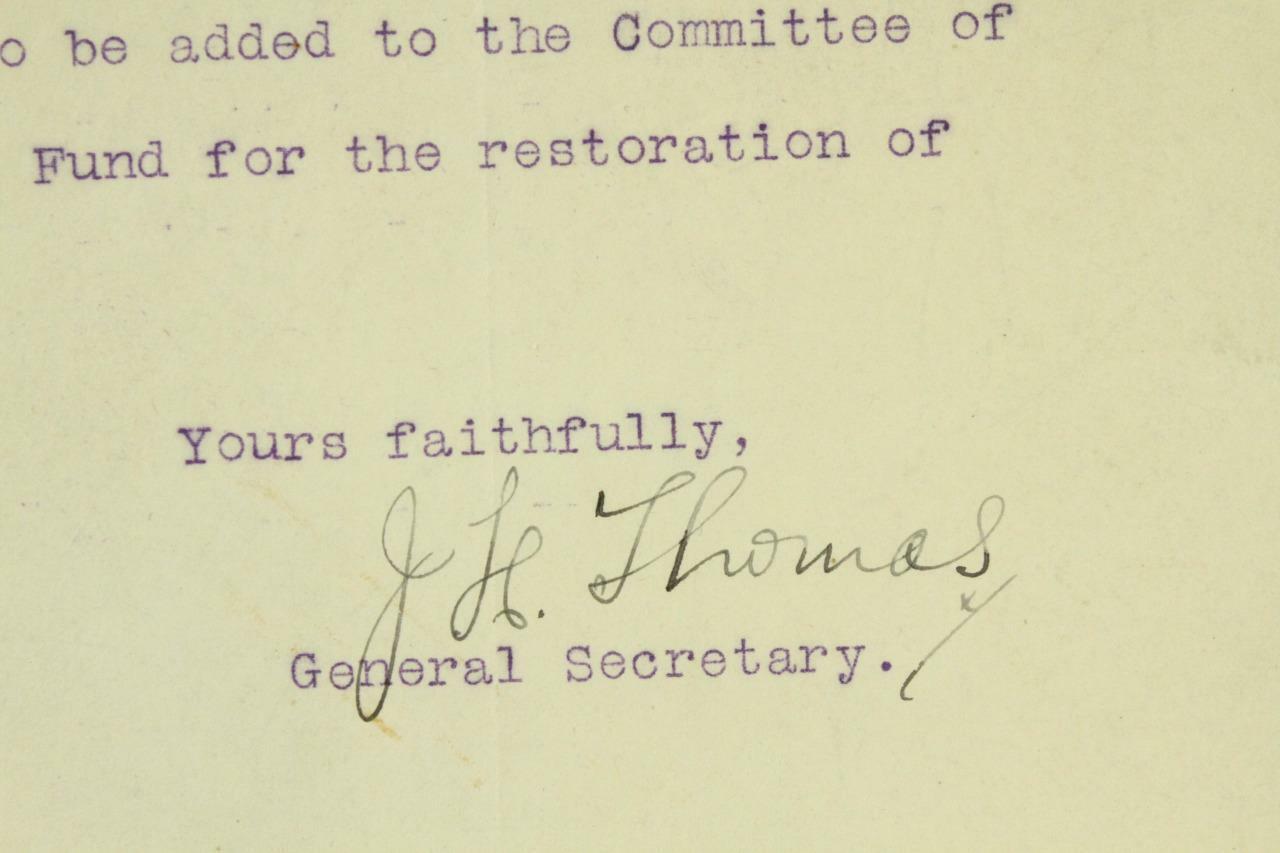 o be added to the Committee of
Fund for the restoration of
Yours faithfully,
J H. Thomas
General Secretary.